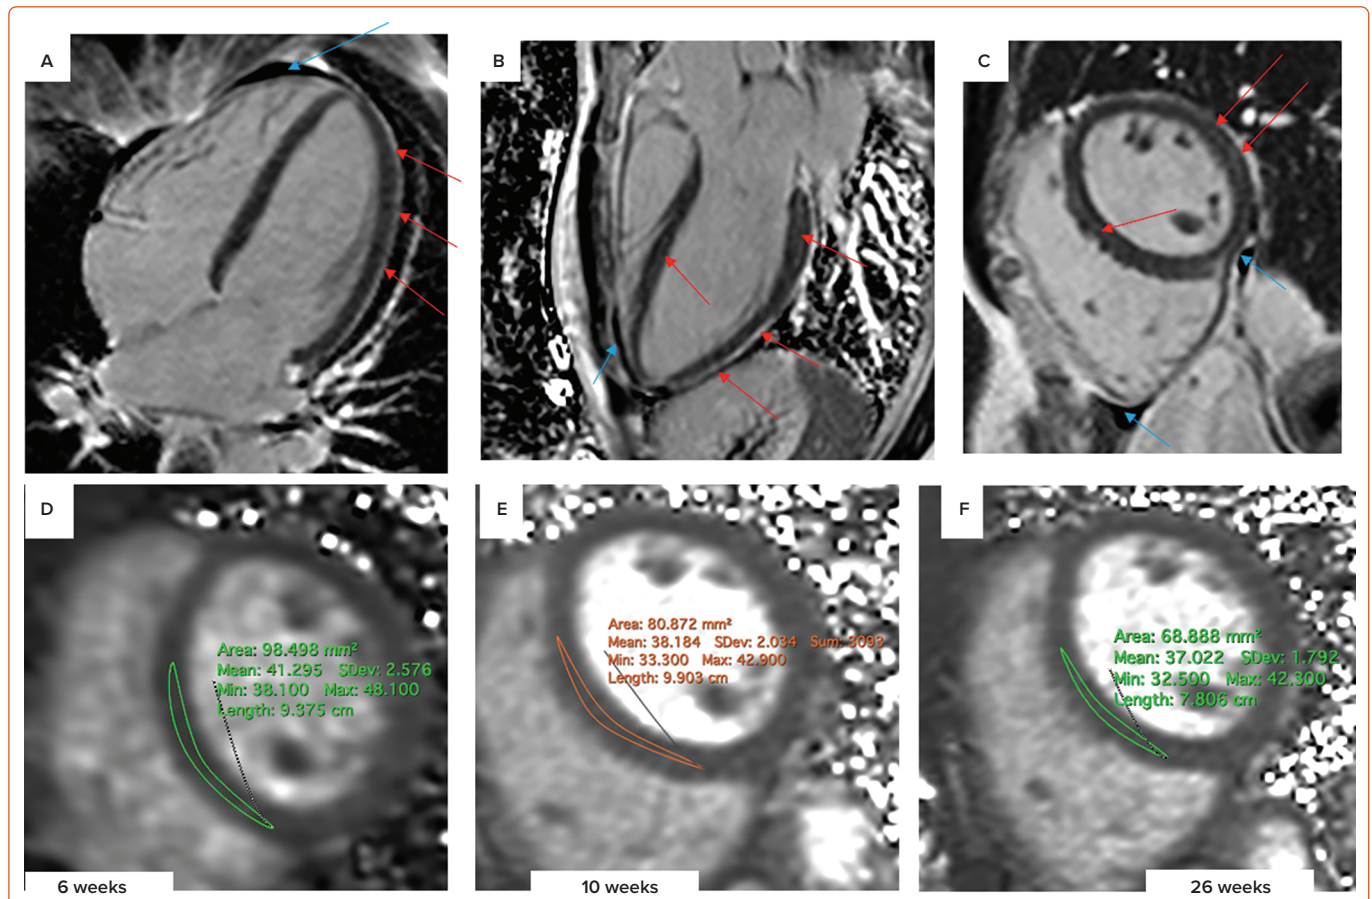 A
B
C
D
Area: 98.498 mm²
Mean: 41.295 SDev: 2.576
Min: 38.100 Max: 48.100
Length: 9.375 cm
6 weeks
E
Area: 80.872 mm²
Mean: 38.184 SDev: 2.034 Sum: 3093
Min: 33.300 Max: 42.900
Length: 9.903 cm
10 weeks
F
Area: 68.888 mm²
Mean: 37.022 SDev: 1.792
Min: 32.500 Max: 42.300
Length: 7.806 cm
26 weeks